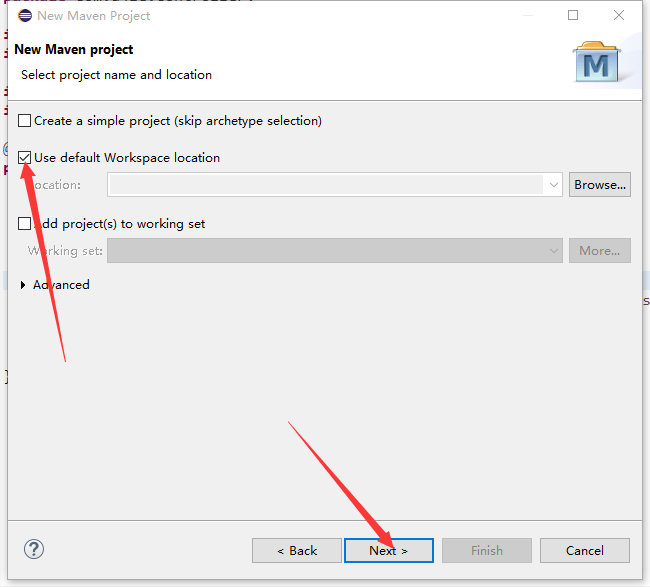 New Maven Project
New Maven project
Select project name and location
M
Create a simple project (skip archetype selection)
Use default Workspace location
Location:
Browse...
Add project(s) to working set
Working set:
More...
Advanced
s
}
?
< Back
Next >
Finish
Cancel